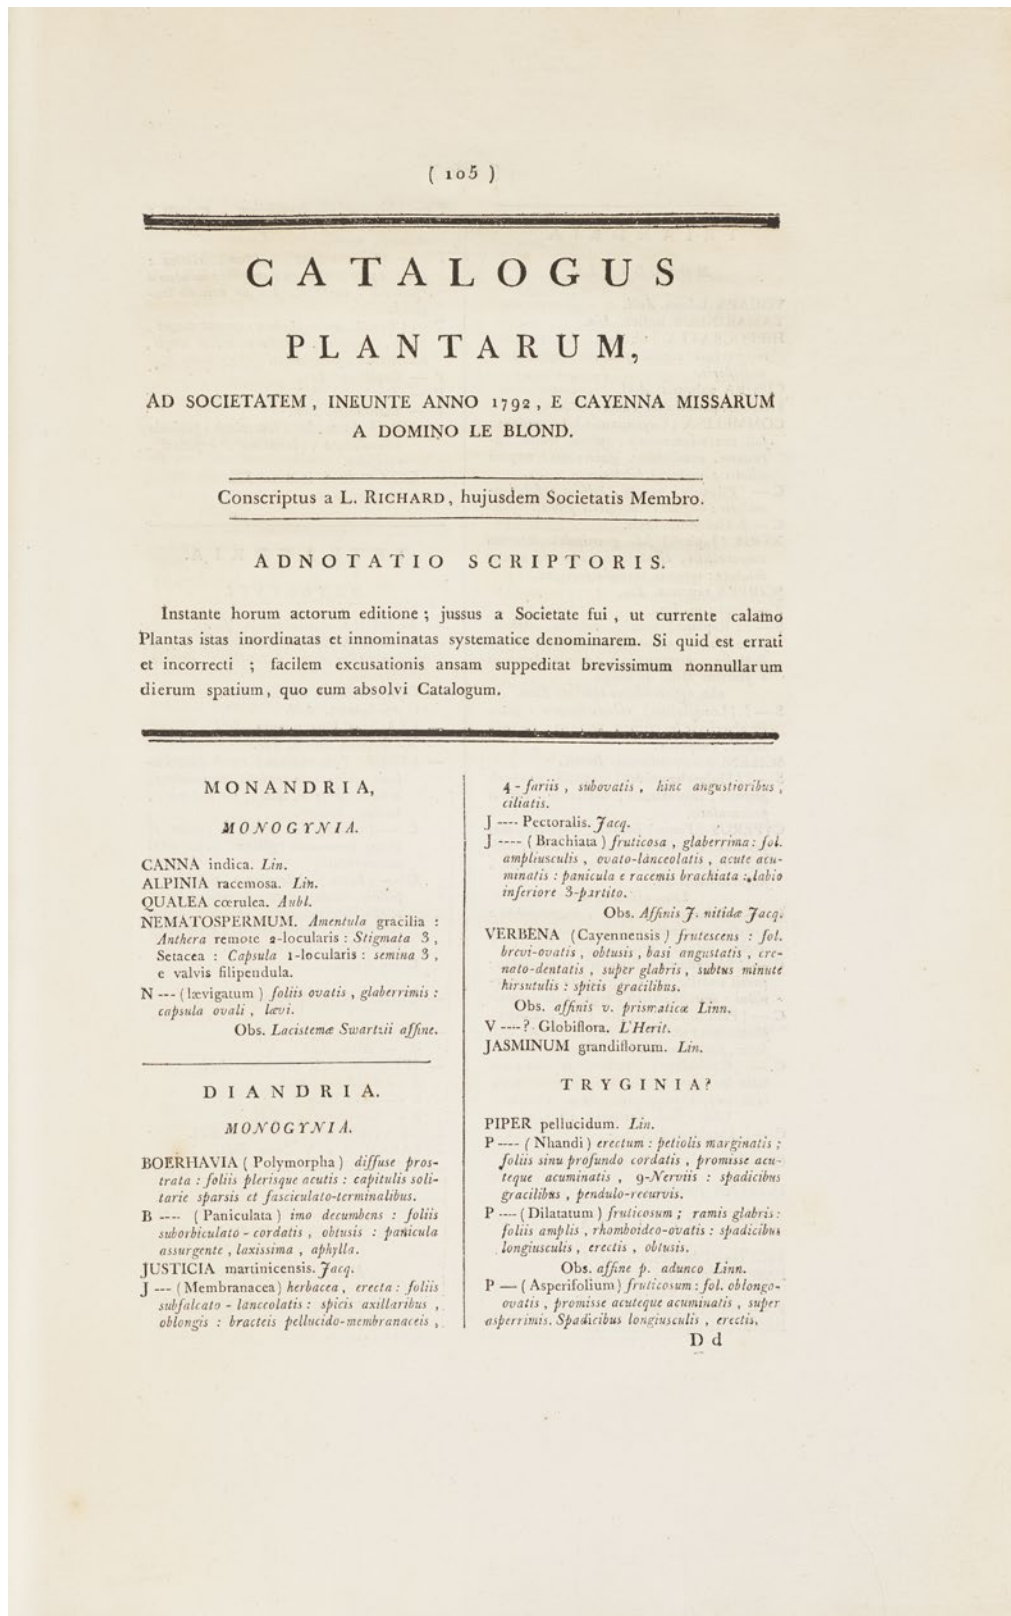 ( 105 )
CATALOGUS
PLANTARUM,
AD SOCIETATEM, INEUNTE ANNO 1792, E CAYENNA MISSARUM
A DOMINO LE BLOND.
Conscriptus a L. RICHARD, hujusdem Societatis Membro.
ADNOTATIO SCRIPTORIS.
Instante horum actorum editione ; jussus a Societate fui , ut currente calamo
Plantas istas inordinatas et innominatas systematice denominarem. Si quid est errati
et incorrecti ; facilem excusationis ansam suppeditat brevissimum nonnullarum
dierum spatium, quo eum absolvi Catalogum.
MONANDRIA,
MONOGYNIA.
CANNA indica. Lin.
ALPINIA racemosa. Lin.
QUALEA cœrulea. Aubl.
NEMATOSPERMUM. Amentula gracilia :
Anthera remote 2-locularis : Stigmata 3 ,
Setacea : Capsula 1-locularis : semina 3 ,
e valvis filipendula.
N --- ( lævigatum ) foliis ovatis , glaberrimis :
capsula ovali , lævi.
Obs. Lacistemæ Swartzii affine.
DIANDRIA.
MONOGYNIA.
BOERHAVIA ( Polymorpha ) diffuse pros-
trata : foliis plerisque acutis : capitulis soli-
tarie sparsis et fasciculato-terminalibus.
B ---- ( Paniculata ) imo decumbens : foliis
suborbiculato - cordatis , obtusis : panicula
assurgente , laxissima , aphylla.
JUSTICIA martinicensis. Jacq.
J --- ( Membranacea ) herbacea , erecta : foliis
subfalcato - lanceolatis : spicis axillaribus ,
oblongis : bracteis pellucido-membranaceis ,
4 - fariis , subovatis , hinc angustioribus ,
ciliatis.
J ---- Pectoralis. Jacq.
J ---- ( Brachiata ) fruticosa , glaberrima : fol.
ampliusculis , ovato-lanceolatis , acute acu-
minatis : panicula e racemis brachiata : labio
inferiore 3-partito.
Obs. Affinis J. nitidæ Jacq.
VERBENA (Cayennensis ) frutescens : fol.
brevi-ovatis , obtusis , basi angustatis , cre-
nato-dentatis , super glabris , subtus minute
hirsutulis : spicis gracilibus.
Obs. affinis v. prismaticæ Linn.
V ----? Globiflora. L'Herit.
JASMINUM grandiflorum. Lin.
TRYGINIA?
PIPER pellucidum. Lin.
P ---- ( Nhandi ) erectum : petiolis marginatis ;
foliis sinu profundo cordatis , promisse acu-
teque acuminatis , 9-Nerviis : spadicibus
gracilibus , pendulo-recurvis.
P ---- ( Dilatatum ) fruticosum ; ramis glabris :
foliis amplis , rhomboideo-ovatis : spadicibus
longiusculis , erectis , obtusis.
Obs. affine p. adunco Linn.
P — ( Asperifolium ) fruticosum : fol. oblongo-
ovatis , promisse acuteque acuminatis , super
asperrimis. Spadicibus longiusculis , erectis.
D d